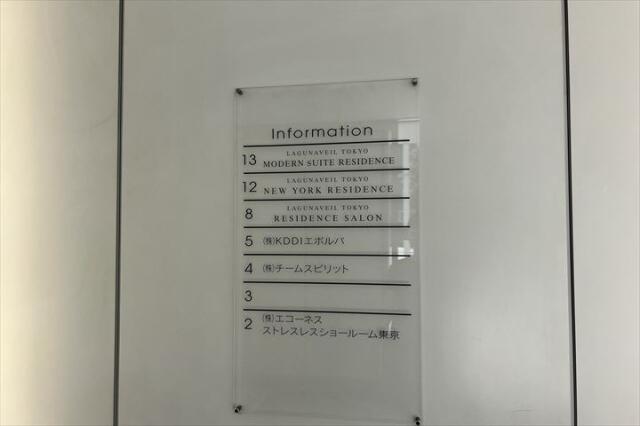 Information
LAGUNAVEIL TOKYO
13 MODERN SUITE RESIDENCE
LAGUNAVEIL TOKYO
12 NEW YORK RESIDENCE
LAGUNAVEIL TOKYO
8 RESIDENCE SALON
5 ㈱KDDIエボルバ
4 ㈱チームスピリット
3
2 ㈱エコーネス
ストレスレスショールーム東京